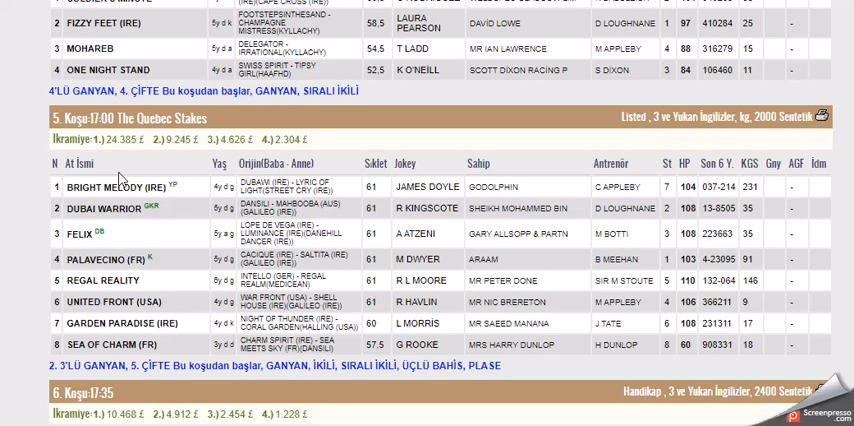 2 FIZZY FEET (IRE) 5y d k FOOTSTEPSINTHESAND - CHAMPAGNE MISTRESS(KYLLACHY) 58,5 LAURA PEARSON DAVİD LOWE D LOUGHNANE 1 97 410284 25 -
3 MOHAREB 5y d a DELEGATOR - IRRATIONAL(KYLLACHY) 54,5 T LADD MR IAN LAWRENCE M APPLEBY 4 88 316279 15 -
4 ONE NIGHT STAND 4y d a SWISS SPIRIT - TIPSY GIRL(HAAFHD) 52,5 K O'NEILL SCOTT DİXON RACİNG P S DİXON 3 84 106460 11 -
4'LÜ GANYAN, 4. ÇİFTE Bu koşudan başlar, GANYAN, SIRALI İKİLİ
5. Koşu:17:00 The Quebec Stakes Listed , 3 ve Yukarı İngilizler, kg, 2000 Sentetik
İkramiye: 1.) 24.385 £ 2.) 9.245 £ 3.) 4.626 £ 4.) 2.304 £
N At İsmi Yaş Orijin(Baba - Anne) Sıklet Jokey Sahip Antrenör St HP Son 6 Y. KGS Gny AGF İdm
1 BRIGHT MELODY (IRE) YP 4y d g DUBAWI (IRE) - LYRIC OF LIGHT(STREET CRY (IRE)) 61 JAMES DOYLE GODOLPHIN C APPLEBY 7 104 037-214 231 -
2 DUBAI WARRIOR GKR 5y d g DANSILI - MAHBOOBA (AUS) (GALILEO (IRE)) 61 R KINGSCOTE SHEIKH MOHAMMED BIN D LOUGHNANE 2 108 13-8505 35 -
3 FELIX DB 5y a g LOPE DE VEGA (IRE) - LUMINANCE (IRE)(DANEHILL DANCER (IRE)) 61 A ATZENI GARY ALLSOPP & PARTN M BOTTI 3 108 223663 35 -
4 PALAVECINO (FR) K 5y d g CACIQUE (IRE) - SALTITA (IRE) (GALILEO (IRE)) 61 M DWYER ARAAM B MEEHAN 1 103 4-23095 91 -
5 REGAL REALITY 6y d g INTELLO (GER) - REGAL REALM(MEDICEAN) 61 R L MOORE MR PETER DONE SIR M STOUTE 5 110 132-064 146 -
6 UNITED FRONT (USA) 4y d g WAR FRONT (USA) - SHELL HOUSE (IRE)(GALILEO (IRE)) 61 R HAVLIN MR NIC BRERETON M APPLEBY 4 106 366211 9 -
7 GARDEN PARADISE (IRE) 4y d k NIGHT OF THUNDER (IRE) - CORAL GARDEN(HALLING (USA)) 60 L MORRİS MR SAEED MANANA J TATE 6 108 231311 17 -
8 SEA OF CHARM (FR) 3y d d CHARM SPIRIT (IRE) - SEA MEETS SKY (FR)(DANSILI) 57,5 G ROOKE MRS HARRY DUNLOP H DUNLOP 8 60 908331 18 -
2. 3'LÜ GANYAN, 5. ÇİFTE Bu koşudan başlar, GANYAN, İKİLİ, SIRALI İKİLİ, ÜÇLÜ BAHİS, PLASE
6. Koşu:17:35 Handikap , 3 ve Yukarı İngilizler, 2400 Sentetik
İkramiye: 1.) 10.468 £ 2.) 4.912 £ 3.) 2.454 £ 4.) 1.228 £
Screenpresso.com